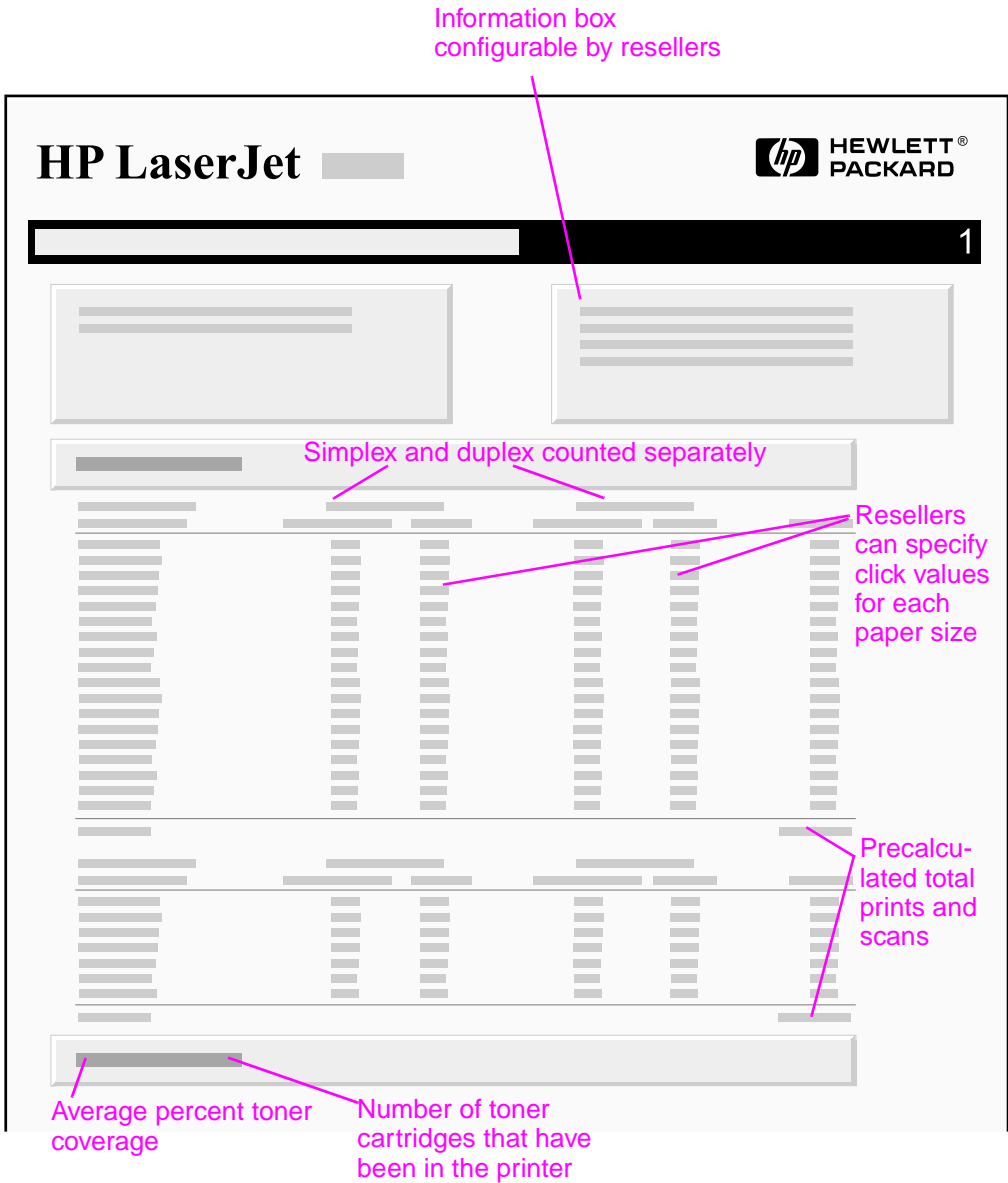 Information box
configurable by resellers
HP LaserJet
hp HEWLETT®
PACKARD
1
Simplex and duplex counted separately
Resellers
can specify
click values
for each
paper size
Precalcu-
lated total
prints and
scans
Average percent toner
coverage
Number of toner
cartridges that have
been in the printer